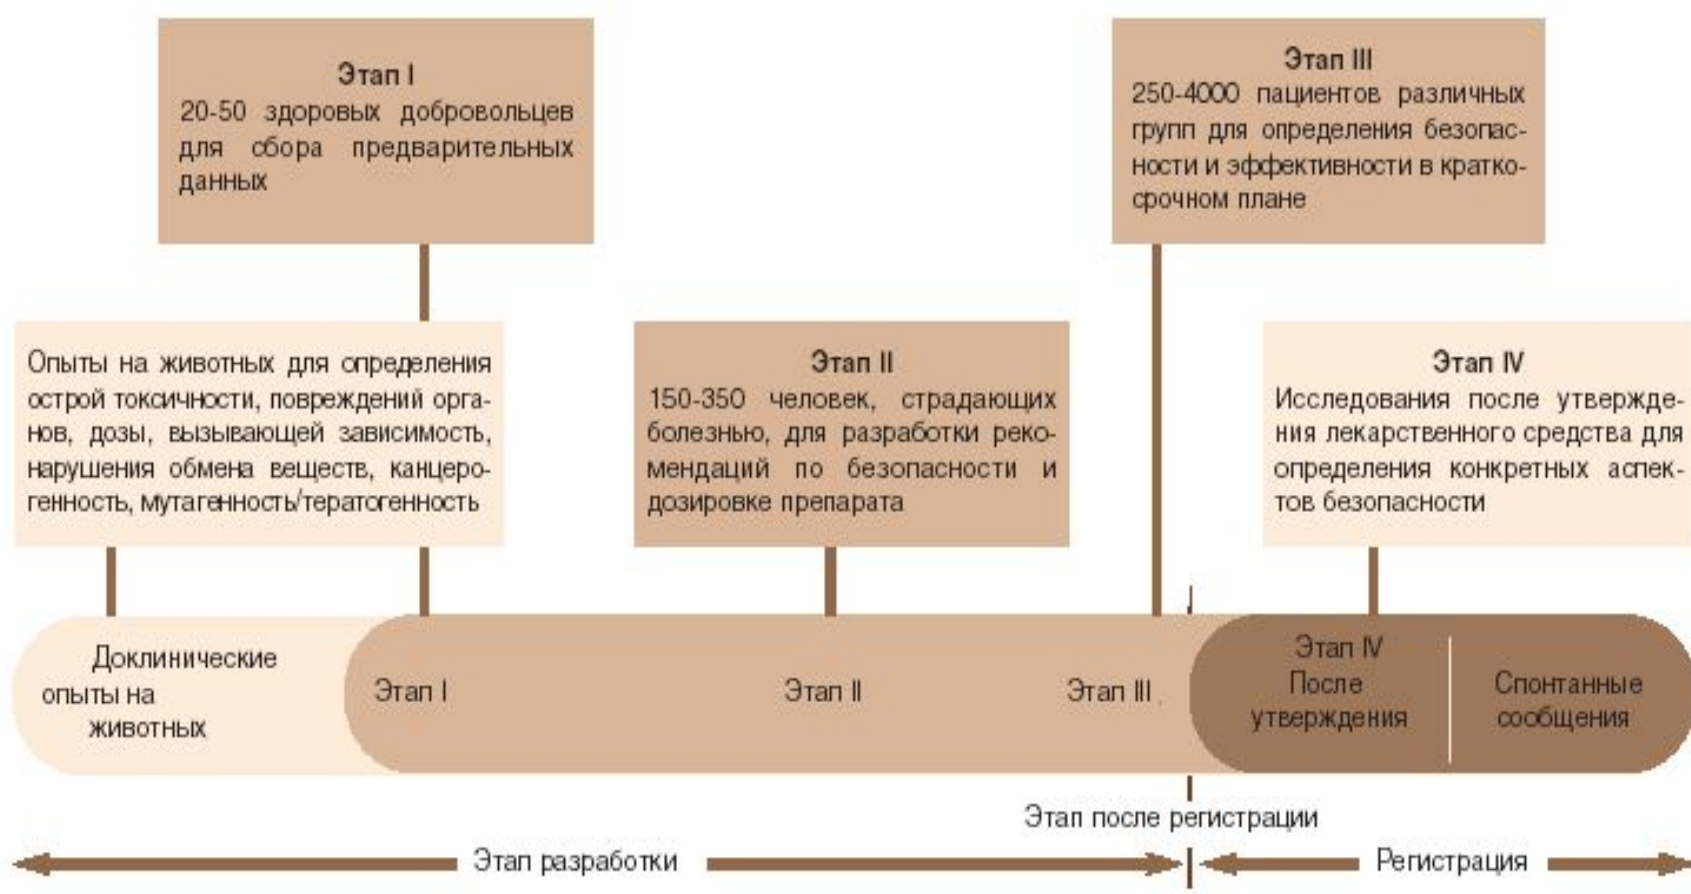 Этап I
20-50 здоровых добровольцев
для сбора предварительных
данных
Этап III
250-4000 пациентов различных
групп для определения безопас-
ности и эффективности в кратко-
срочном плане
Опыты на животных для определения
острой токсичности, повреждений орга-
нов, дозы, вызывающей зависимость,
нарушения обмена веществ, канцеро-
генность, мутагенность/тератогенность
Этап II
150-350 человек, страдающих
болезнью, для разработки реко-
мендаций по безопасности и
дозировке препарата
Этап IV
Исследования после утвержде-
ния лекарственного средства для
определения конкретных аспек-
тов безопасности
Доклинические
опыты на
животных
Этап I
Этап II
Этап III
Этап IV
После
утверждения
Спонтанные
сообщения
Этап после регистрации
Этап разработки
Регистрация